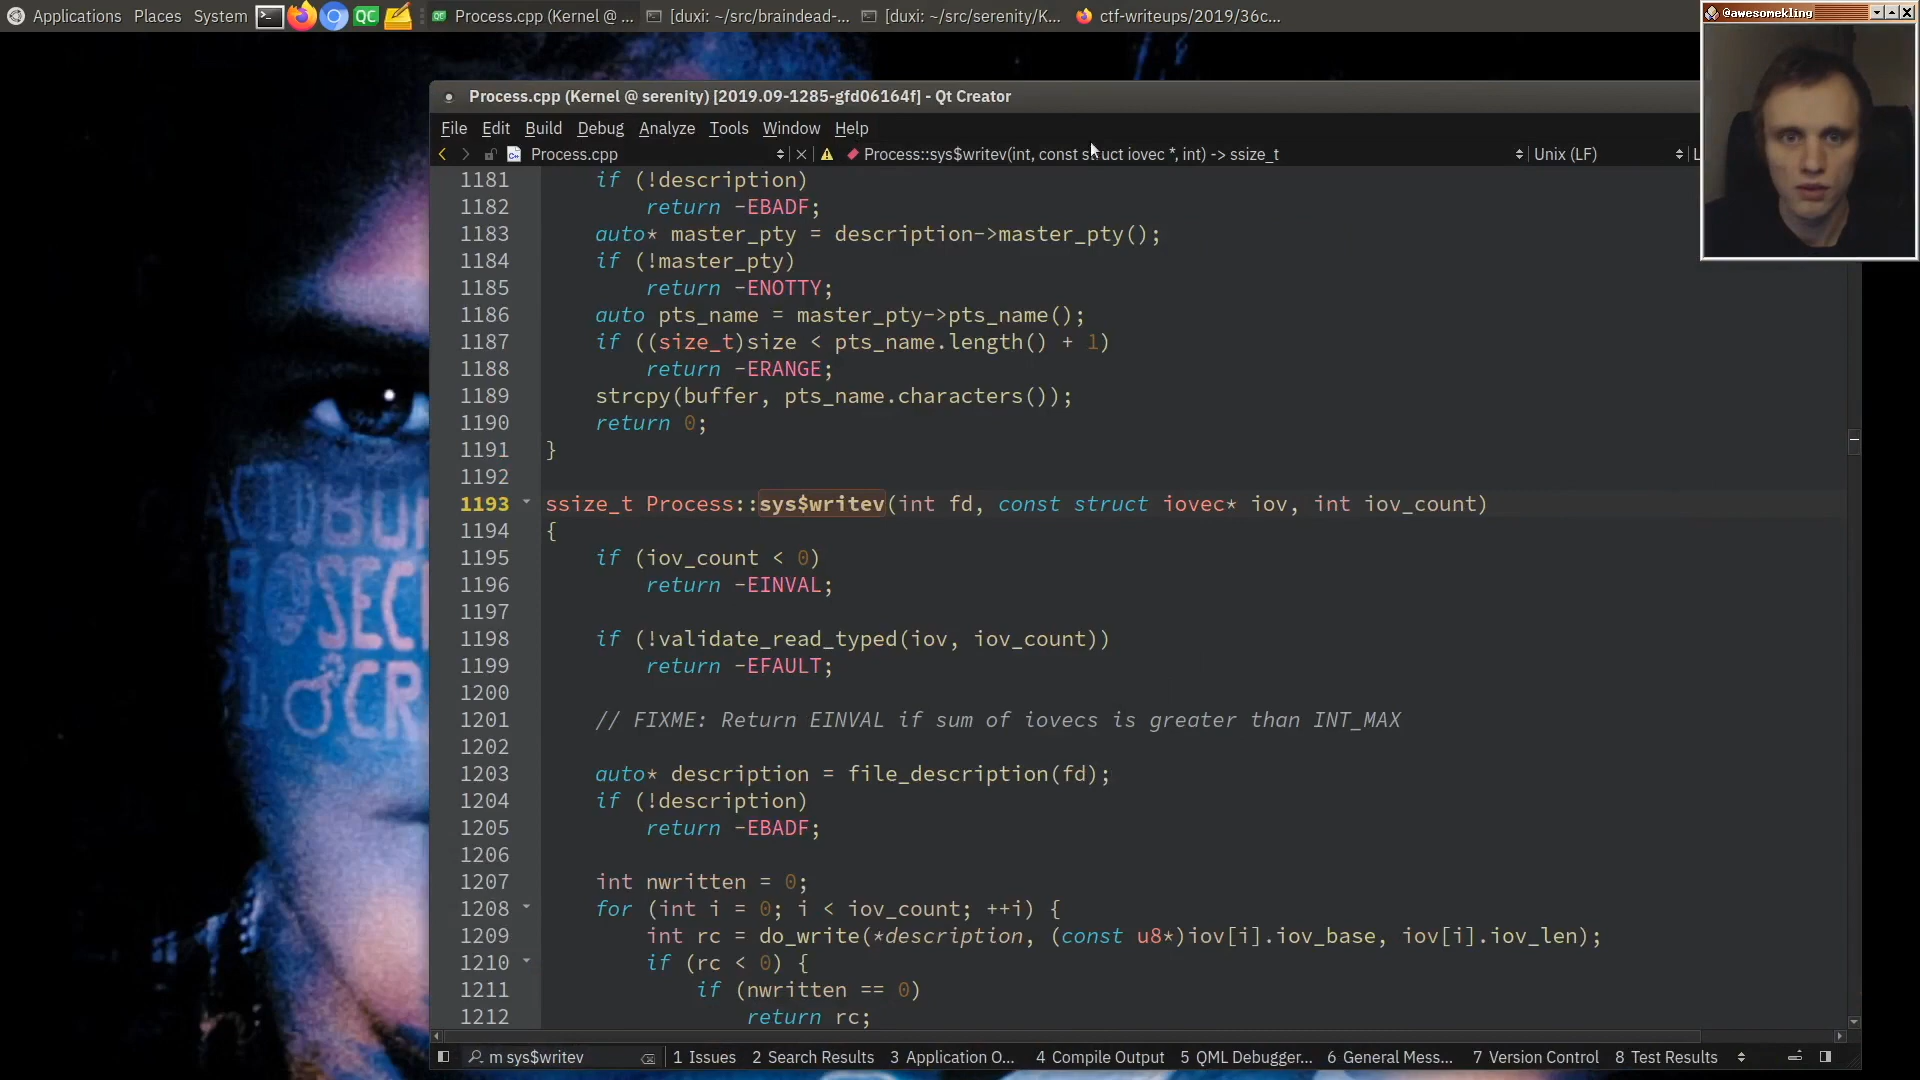 Applications Places System QC Process.cpp (Kernel @ ... [duxi: ~/src/braindead-... [duxi: ~/src/serenity/K... ctf-writeups/2019/36c...
@awesomekling
Process.cpp (Kernel @ serenity) [2019.09-1285-gfd06164f] - Qt Creator
File Edit Build Debug Analyze Tools Window Help
Process.cpp Process::sys$writev(int, const struct iovec *, int) -> ssize_t Unix (LF)
1181 if (!description)
1182 return -EBADF;
1183 auto* master_pty = description->master_pty();
1184 if (!master_pty)
1185 return -ENOTTY;
1186 auto pts_name = master_pty->pts_name();
1187 if ((size_t)size < pts_name.length() + 1)
1188 return -ERANGE;
1189 strcpy(buffer, pts_name.characters());
1190 return 0;
1191 }
1192
1193 ssize_t Process::sys$writev(int fd, const struct iovec* iov, int iov_count)
1194 {
1195 if (iov_count < 0)
1196 return -EINVAL;
1197
1198 if (!validate_read_typed(iov, iov_count))
1199 return -EFAULT;
1200
1201 // FIXME: Return EINVAL if sum of iovecs is greater than INT_MAX
1202
1203 auto* description = file_description(fd);
1204 if (!description)
1205 return -EBADF;
1206
1207 int nwritten = 0;
1208 for (int i = 0; i < iov_count; ++i) {
1209 int rc = do_write(*description, (const u8*)iov[i].iov_base, iov[i].iov_len);
1210 if (rc < 0) {
1211 if (nwritten == 0)
1212 return rc;
m sys$writev 1 Issues 2 Search Results 3 Application O... 4 Compile Output 5 QML Debugger... 6 General Mess... 7 Version Control 8 Test Results